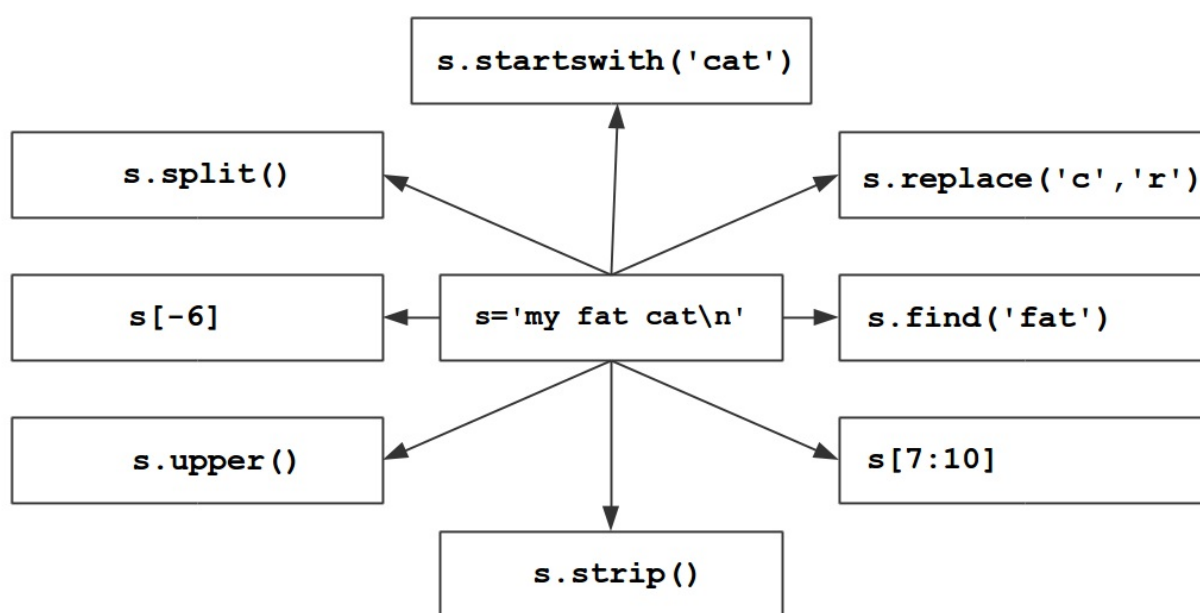 s.startswith('cat')
s.split()
s.replace('c','r')
s[-6]
s='my fat cat\n'
s.find('fat')
s.upper()
s[7:10]
s.strip()